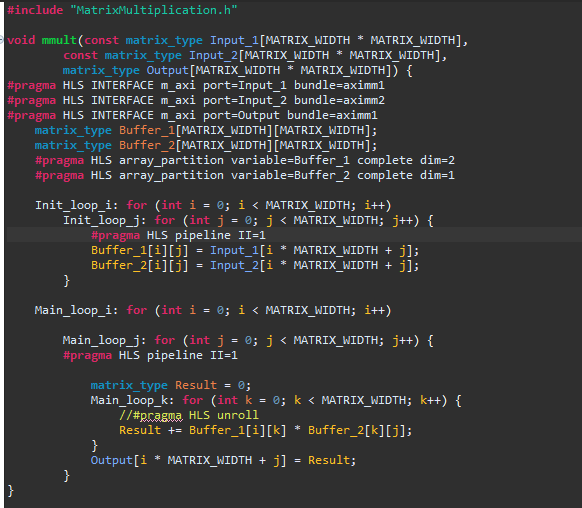 #include "MatrixMultiplication.h"

void mmult(const matrix_type Input_1[MATRIX_WIDTH * MATRIX_WIDTH],
        const matrix_type Input_2[MATRIX_WIDTH * MATRIX_WIDTH],
        matrix_type Output[MATRIX_WIDTH * MATRIX_WIDTH]) {
#pragma HLS INTERFACE m_axi port=Input_1 bundle=aximm1
#pragma HLS INTERFACE m_axi port=Input_2 bundle=aximm2
#pragma HLS INTERFACE m_axi port=Output bundle=aximm1
    matrix_type Buffer_1[MATRIX_WIDTH][MATRIX_WIDTH];
    matrix_type Buffer_2[MATRIX_WIDTH][MATRIX_WIDTH];
    #pragma HLS array_partition variable=Buffer_1 complete dim=2
    #pragma HLS array_partition variable=Buffer_2 complete dim=1

    Init_loop_i: for (int i = 0; i < MATRIX_WIDTH; i++)
        Init_loop_j: for (int j = 0; j < MATRIX_WIDTH; j++) {
            #pragma HLS pipeline II=1
            Buffer_1[i][j] = Input_1[i * MATRIX_WIDTH + j];
            Buffer_2[i][j] = Input_2[i * MATRIX_WIDTH + j];
        }

    Main_loop_i: for (int i = 0; i < MATRIX_WIDTH; i++)

        Main_loop_j: for (int j = 0; j < MATRIX_WIDTH; j++) {
        #pragma HLS pipeline II=1

            matrix_type Result = 0;
            Main_loop_k: for (int k = 0; k < MATRIX_WIDTH; k++) {
                //#pragma HLS unroll
                Result += Buffer_1[i][k] * Buffer_2[k][j];
            }
            Output[i * MATRIX_WIDTH + j] = Result;
        }
}